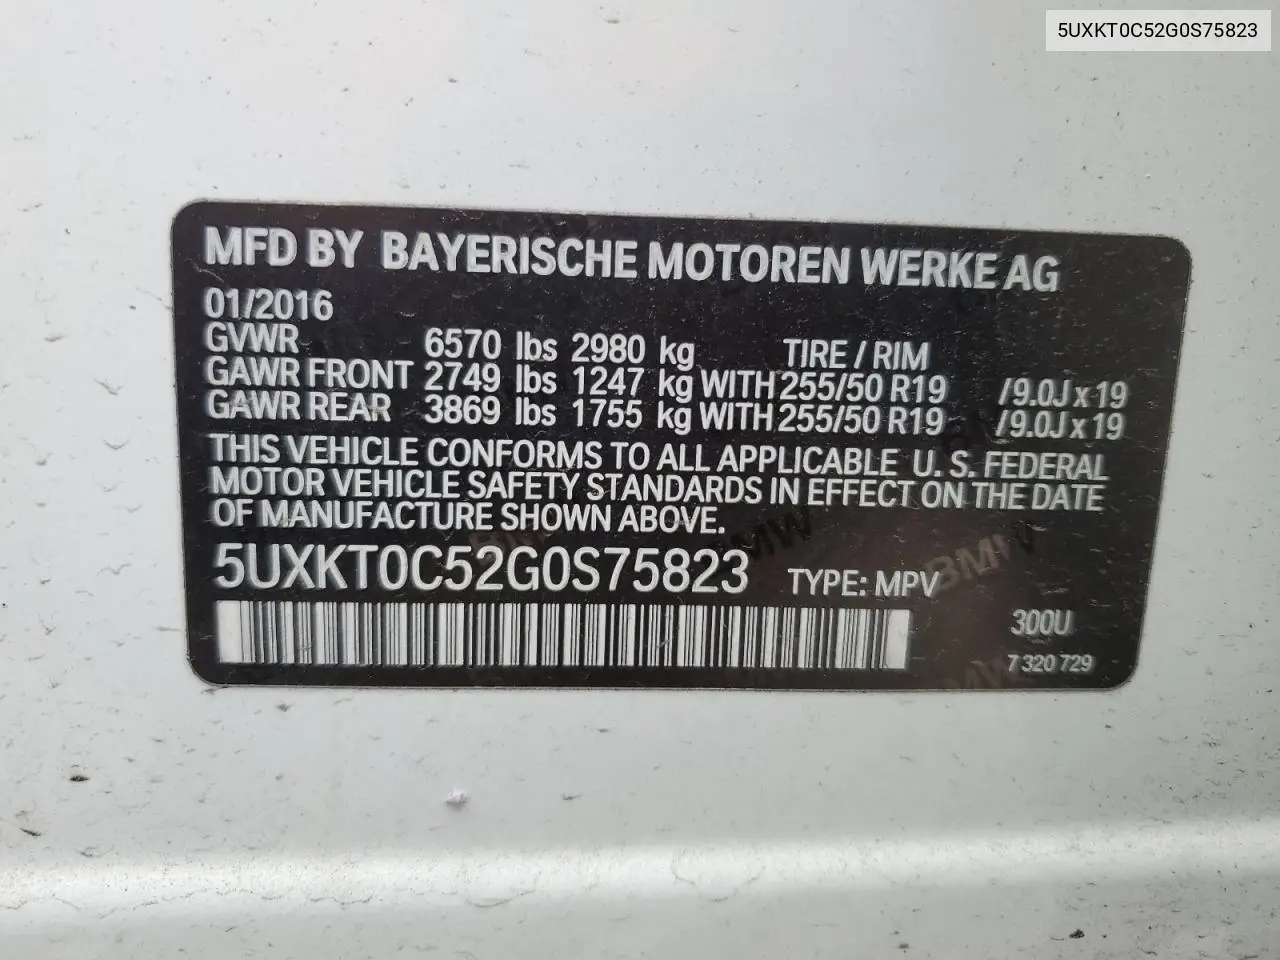 5UXKT0C52G0S75823
MFD BY BAYERISCHE MOTOREN WERKE AG
01/2016
GVWR 6570 lbs 2980 kg TIRE / RIM
GAWR FRONT 2749 lbs 1247 kg WITH 255/50 R19 /9.0J x 19
GAWR REAR 3869 lbs 1755 kg WITH 255/50 R19 /9.0J x 19
THIS VEHICLE CONFORMS TO ALL APPLICABLE U. S. FEDERAL
MOTOR VEHICLE SAFETY STANDARDS IN EFFECT ON THE DATE
OF MANUFACTURE SHOWN ABOVE.
5UXKT0C52G0S75823 TYPE: MPV
300U
7 320 729
BMW
BMW